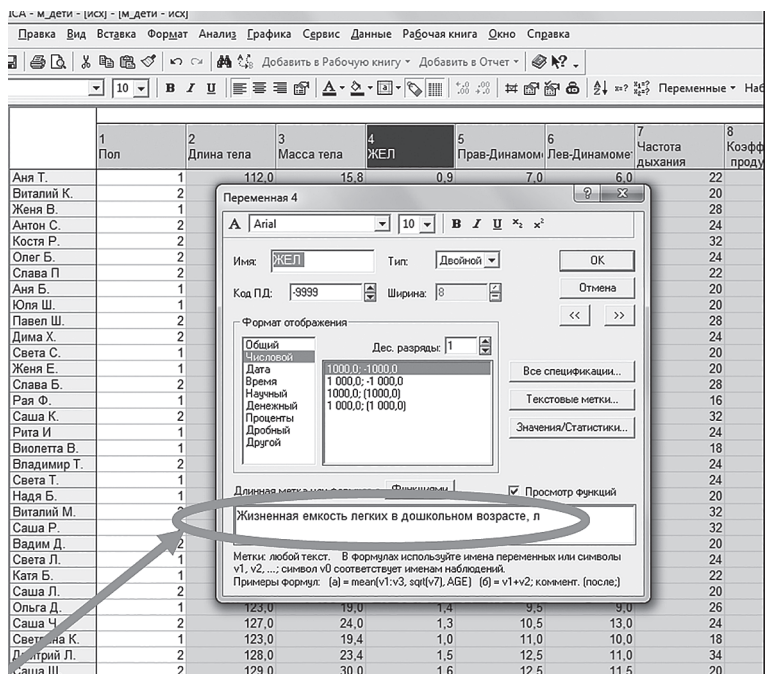 ICA - м_дети - [исх] - [м_дети - исх]
Правка Вид Вставка Формат Анализ Графика Сервис Данные Рабочая книга Окно Справка
Добавить в Рабочую книгу Добавить в Отчет
10 B I U Переменные Наб
1 2 3 4 5 6 7 8
Пол Длина тела Масса тела ЖЕЛ Прав-Динамоме Лев-Динамомет Частота дыхания Коэфф проду
Аня Т. 1 112,0 15,8 0,9 7,0 6,0 22
Виталий К. 2 20
Женя В. 1 28
Антон С. 2 24
Костя Р. 2 32
Олег Б. 2 24
Слава П 2 22
Аня Б. 1 20
Юля Ш. 1 20
Павел Ш. 2 28
Дима Х. 2 24
Света С. 1 20
Женя Е. 1 20
Слава Б. 2 28
Рая Ф. 1 16
Саша К. 2 32
Рита И 1 24
Виолетта В. 1 18
Владимир Т. 2 24
Света Т. 1 24
Надя Б. 1 20
Виталий М. 32
Саша Р. 32
Вадим Д. 20
Света Л. 1 24
Катя Б. 1 22
Саша Л. 2 20
Ольга Д. 1 123,0 19,0 1,4 9,5 9,0 26
Саша Ч. 2 127,0 24,0 1,3 10,5 13,0 24
Светлана К. 1 123,0 19,4 1,0 11,0 10,0 18
Дмитрий Л. 2 128,0 23,4 1,5 12,5 11,0 34
Саша Ш. 2 129,0 30,0 1,6 12,5 11,5 20
Переменная 4
A Arial 10 B I U x₂ x²
Имя: ЖЕЛ Тип: Двойной OK
Код ПД: -9999 Ширина: 8 Отмена
<< >>
Формат отображения
Общий
Числовой
Дата
Время
Научный
Денежный
Проценты
Дробный
Другой
Дес. разряды: 1
1000,0; -1000,0
1 000,0; -1 000,0
1000,0; (1000,0)
1 000,0; (1 000,0)
Все спецификации...
Текстовые метки...
Значения/Статистики...
Длинная метка или формула с Функциями Просмотр функций
Жизненная емкость легких в дошкольном возрасте, л
Метки: любой текст. В формулах используйте имена переменных или символы
v1, v2, ...; символ v0 соответствует именам наблюдений.
Примеры формул: (а) = mean(v1:v3, sqrt(v7), AGE) (б) = v1+v2; коммент. (после;)